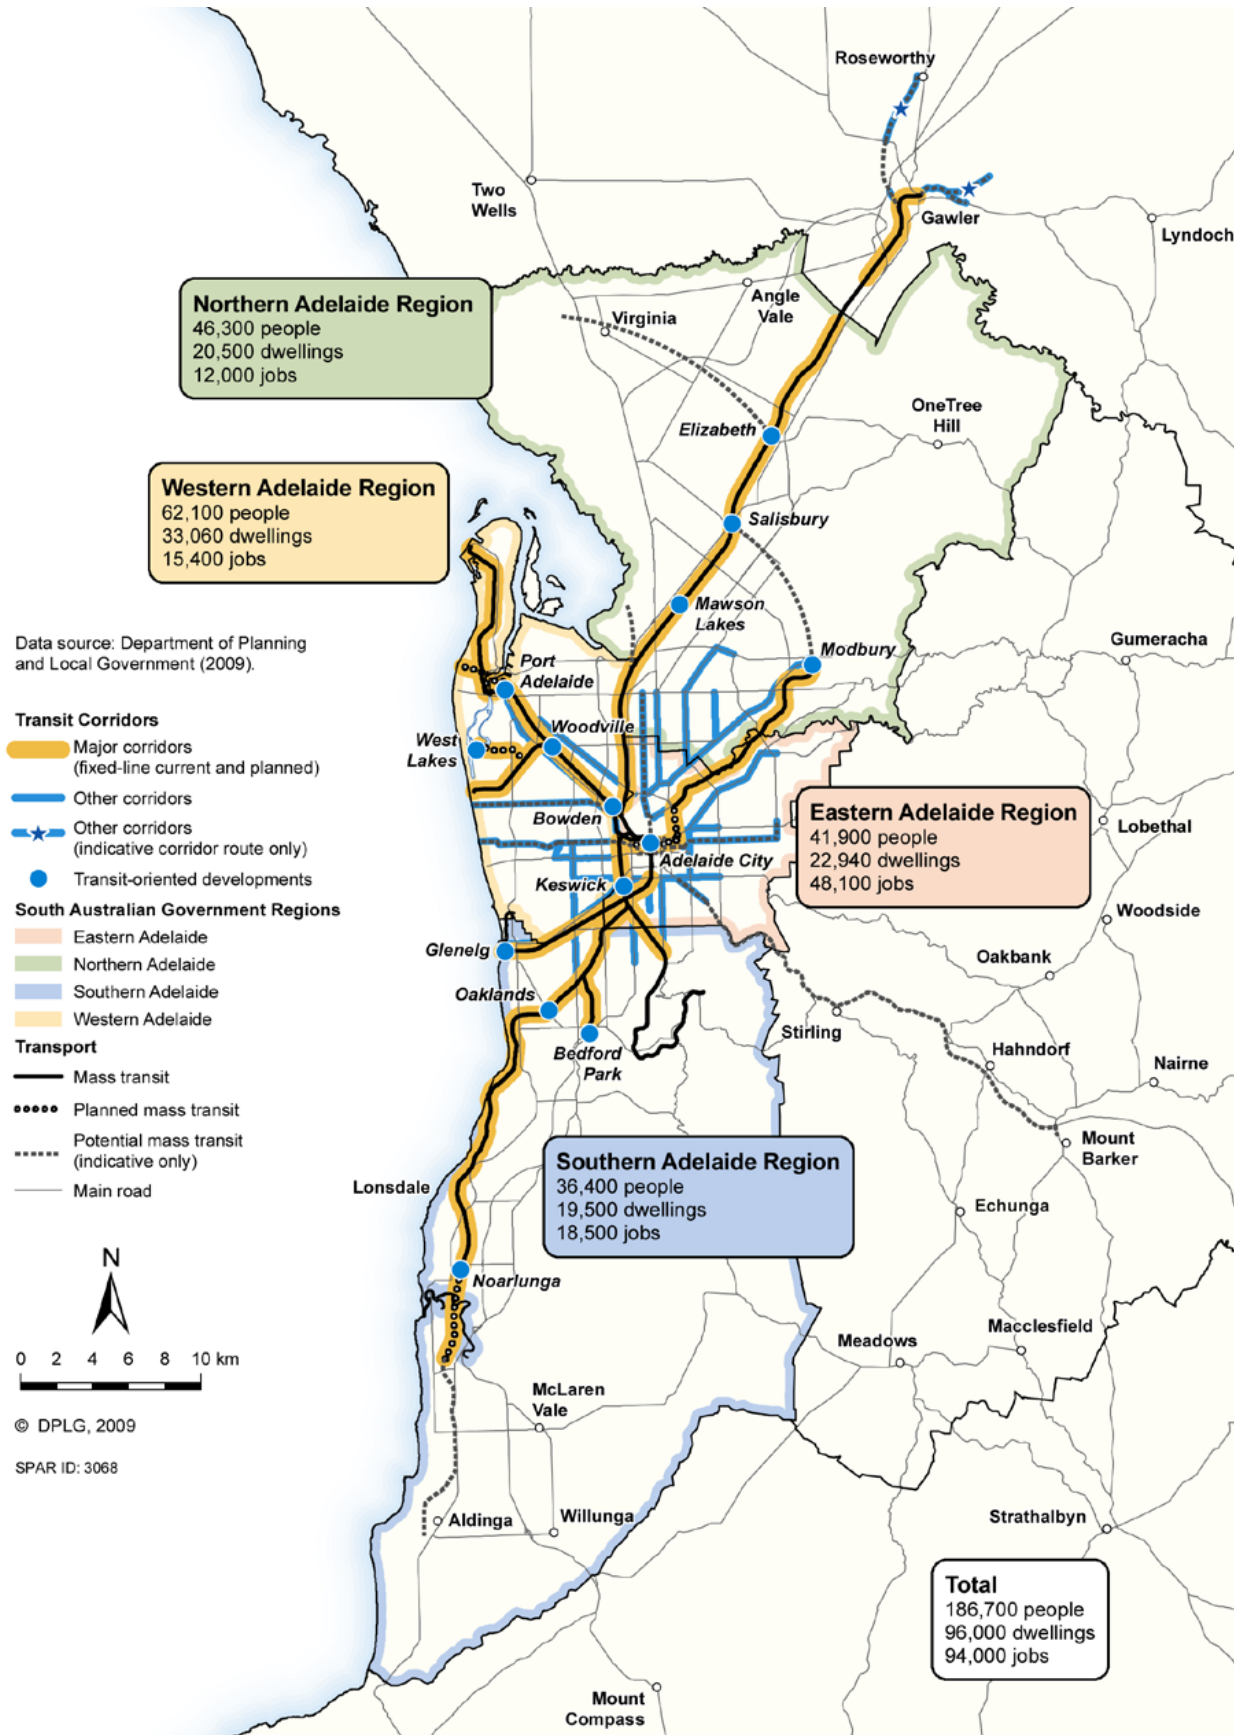 Roseworthy
Two
Wells
Gawler
Lyndoch
Northern Adelaide Region
46,300 people
20,500 dwellings
12,000 jobs
Angle
Vale
Virginia
OneTree
Hill
Elizabeth
Western Adelaide Region
62,100 people
33,060 dwellings
15,400 jobs
Salisbury
Mawson
Lakes
Data source: Department of Planning
and Local Government (2009).
Gumeracha
Modbury
Port
Adelaide
Transit Corridors
Major corridors
(fixed-line current and planned)
Other corridors
Other corridors
(indicative corridor route only)
Transit-oriented developments
South Australian Government Regions
Eastern Adelaide
Northern Adelaide
Southern Adelaide
Western Adelaide
Transport
Mass transit
Planned mass transit
Potential mass transit
(indicative only)
Main road
Woodville
West
Lakes
Bowden
Adelaide City
Eastern Adelaide Region
41,900 people
22,940 dwellings
48,100 jobs
Lobethal
Keswick
Woodside
Glenelg
Oakbank
Oaklands
Stirling
Bedford
Park
Hahndorf
Nairne
Mount
Barker
Southern Adelaide Region
36,400 people
19,500 dwellings
18,500 jobs
Lonsdale
Echunga
N
0 2 4 6 8 10 km
Noarlunga
Meadows
Macclesfield
McLaren
Vale
© DPLG, 2009
SPAR ID: 3068
Aldinga
Willunga
Strathalbyn
Total
186,700 people
96,000 dwellings
94,000 jobs
Mount
Compass